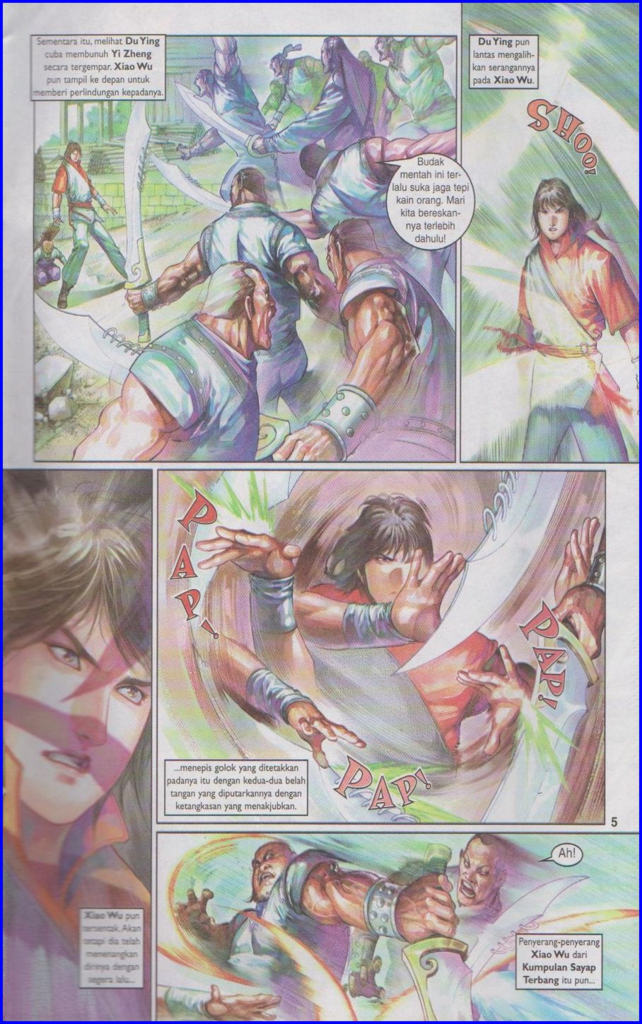 Sementara itu, melihat Du Ying
cuba membunuh Yi Zheng
secara tergempar. Xiao Wu
pun tampil ke depan untuk
memberi perlindungan kepadanya.
Budak
mentah ini ter-
lalu suka jaga tepi
kain orang. Mari
kita bereskan-
nya terlebih
dahulu!
Du Ying pun
lantas mengalih-
kan serangannya
pada Xiao Wu.
SHOO!
Xiao Wu pun
tersentak. Akan
tetapi dia telah
menenangkan
dirinya dengan
segera lalu...
PAP!
PAP!
PAP!
...menepis golok yang ditetakkan
padanya itu dengan kedua-dua belah
tangan yang diputarkannya dengan
ketangkasan yang menakjubkan.
5
Ah!
Penyerang-penyerang
Xiao Wu dari
Kumpulan Sayap
Terbang itu pun...